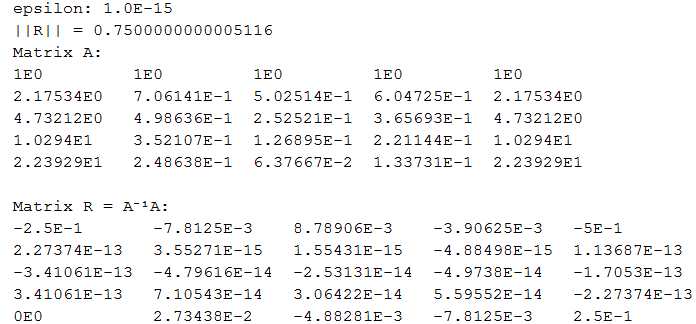 epsilon: 1.0E-15
||R|| = 0.7500000000005116
Matrix A:
1E0 1E0 1E0 1E0 1E0
2.17534E0 7.06141E-1 5.02514E-1 6.04725E-1 2.17534E0
4.73212E0 4.98636E-1 2.52521E-1 3.65693E-1 4.73212E0
1.0294E1 3.52107E-1 1.26895E-1 2.21144E-1 1.0294E1
2.23929E1 2.48638E-1 6.37667E-2 1.33731E-1 2.23929E1
Matrix R = A⁻¹A:
-2.5E-1 -7.8125E-3 8.78906E-3 -3.90625E-3 -5E-1
2.27374E-13 3.55271E-15 1.55431E-15 -4.88498E-15 1.13687E-13
-3.41061E-13 -4.79616E-14 -2.53131E-14 -4.9738E-14 -1.7053E-13
3.41061E-13 7.10543E-14 3.06422E-14 5.59552E-14 -2.27374E-13
0E0 2.73438E-2 -4.88281E-3 -7.8125E-3 2.5E-1